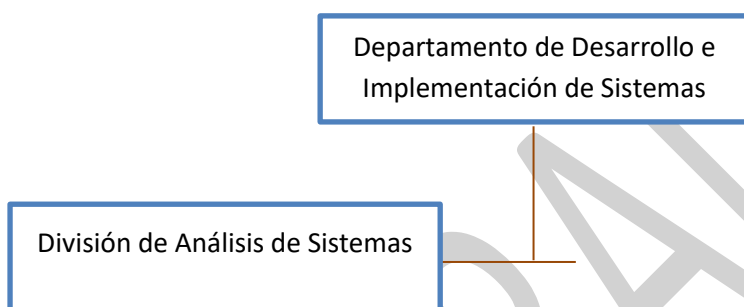 Departamento de Desarrollo e
Implementación de Sistemas
División de Análisis de Sistemas